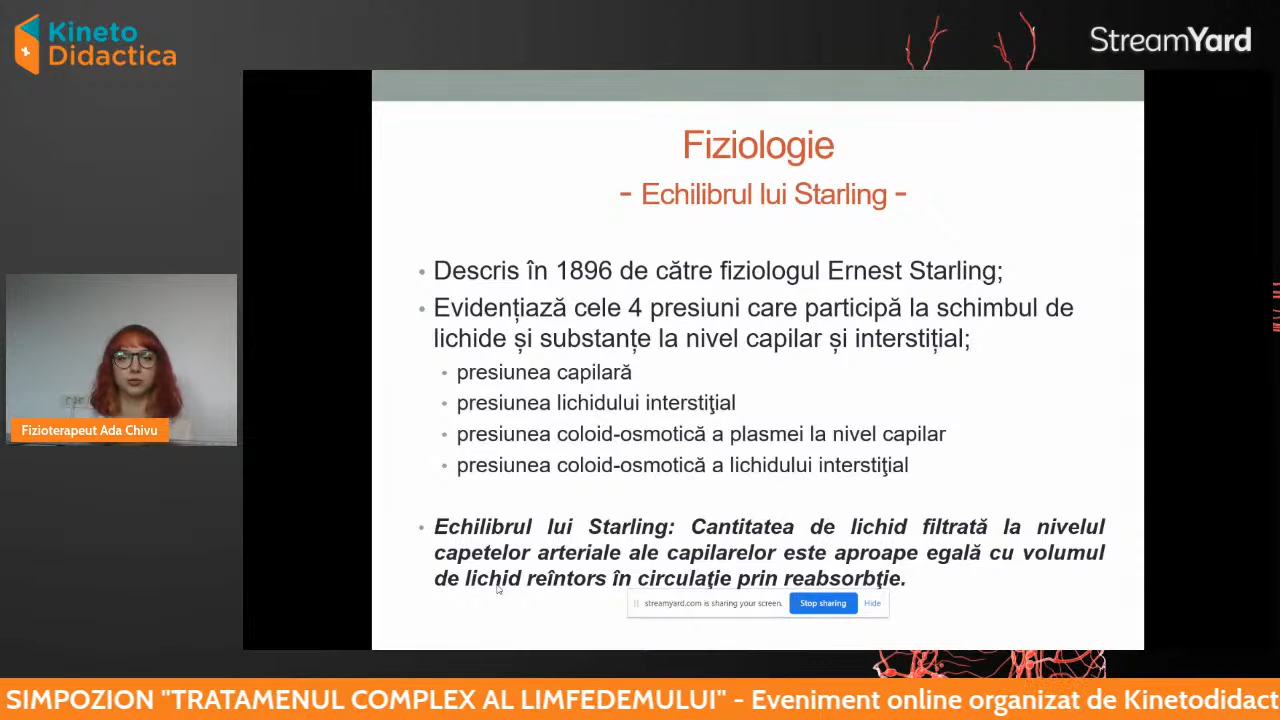 Kineto
Didactica
StreamYard
Fiziologie
- Echilibrul lui Starling -
• Descris în 1896 de către fiziologul Ernest Starling;
• Evidențiază cele 4 presiuni care participă la schimbul de
lichide și substanțe la nivel capilar și interstițial;
• presiunea capilară
• presiunea lichidului interstiţial
• presiunea coloid-osmotică a plasmei la nivel capilar
• presiunea coloid-osmotică a lichidului interstiţial
• Echilibrul lui Starling: Cantitatea de lichid filtrată la nivelul
capetelor arteriale ale capilarelor este aproape egală cu volumul
de lichid reîntors în circulaţie prin reabsorbţie.
streamyard.com is sharing your screen. Stop sharing Hide
Fizioterapeut Ada Chivu
SIMPOZION "TRATAMENUL COMPLEX AL LIMFEDEMULUI" - Eveniment online organizat de Kinetodidact